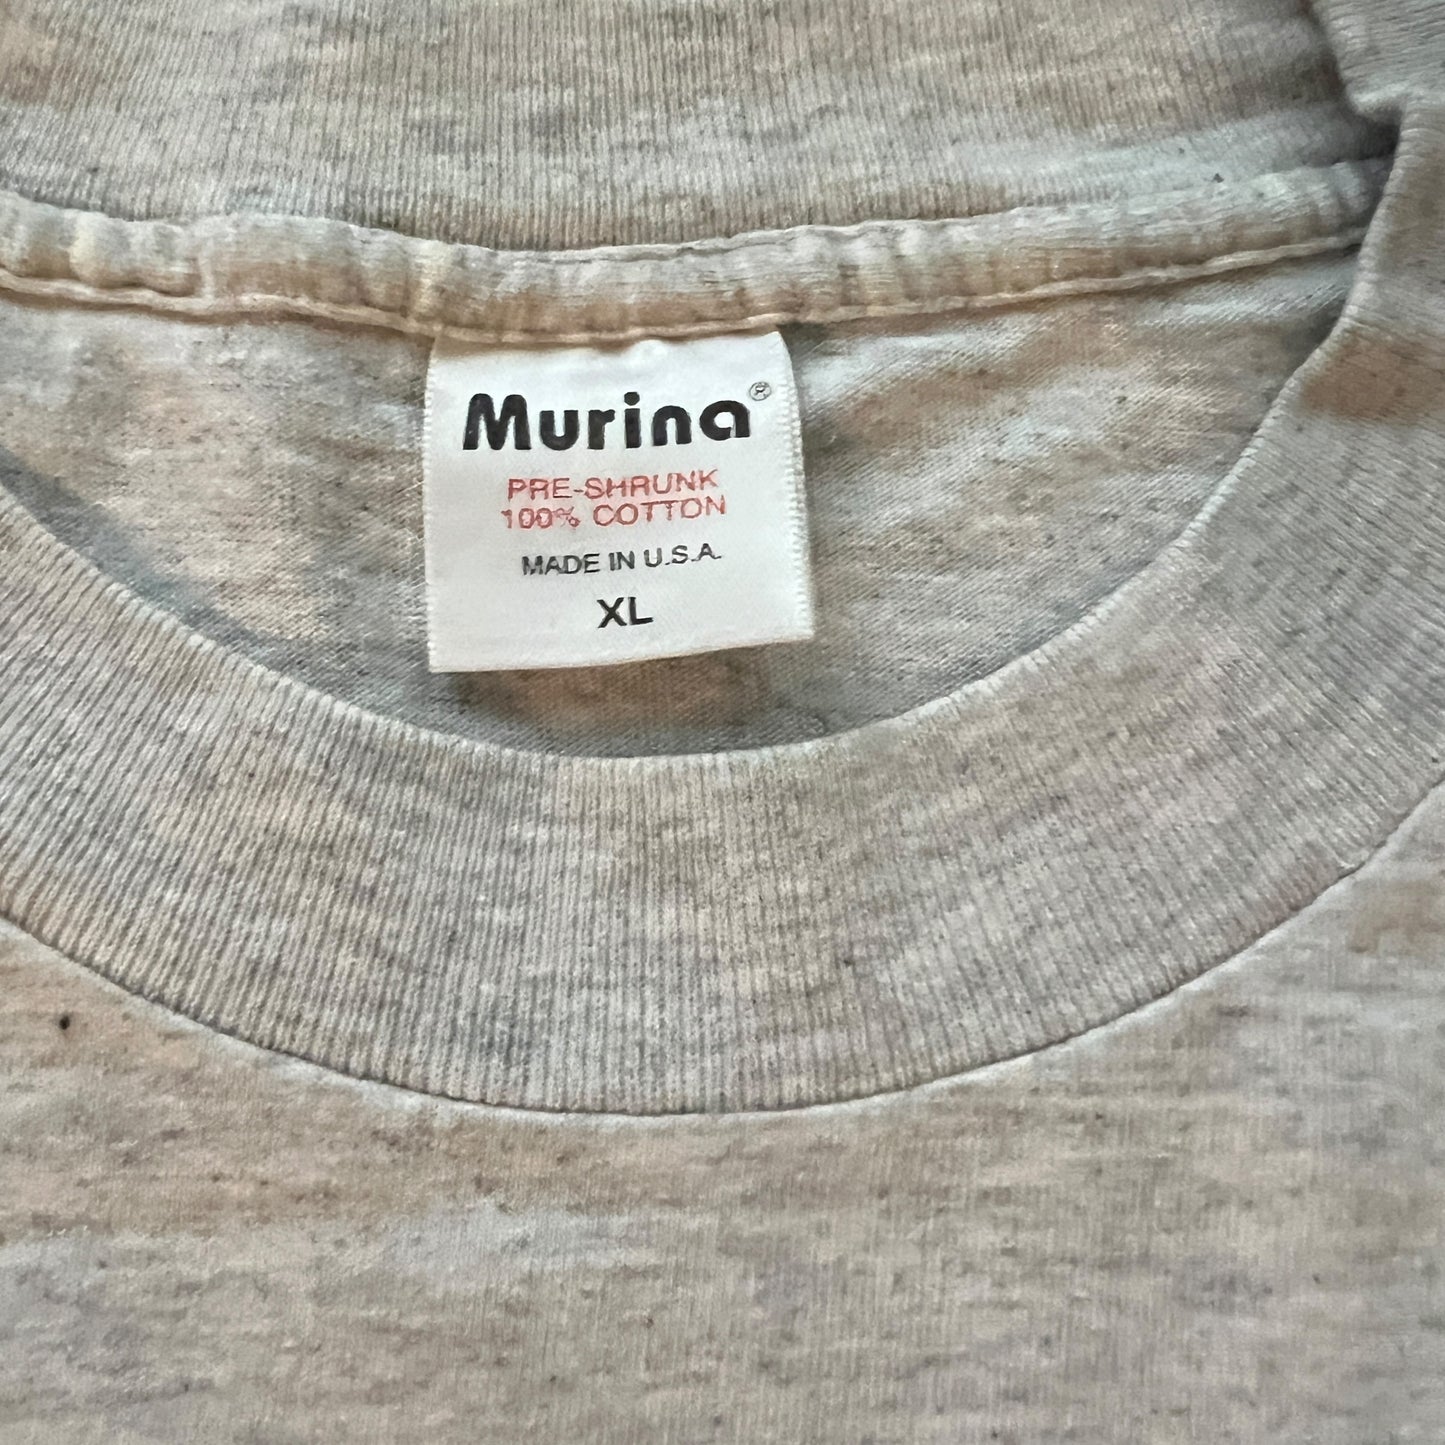 Murina®
PRE-SHRUNK
100% COTTON
MADE IN U.S.A.
XL